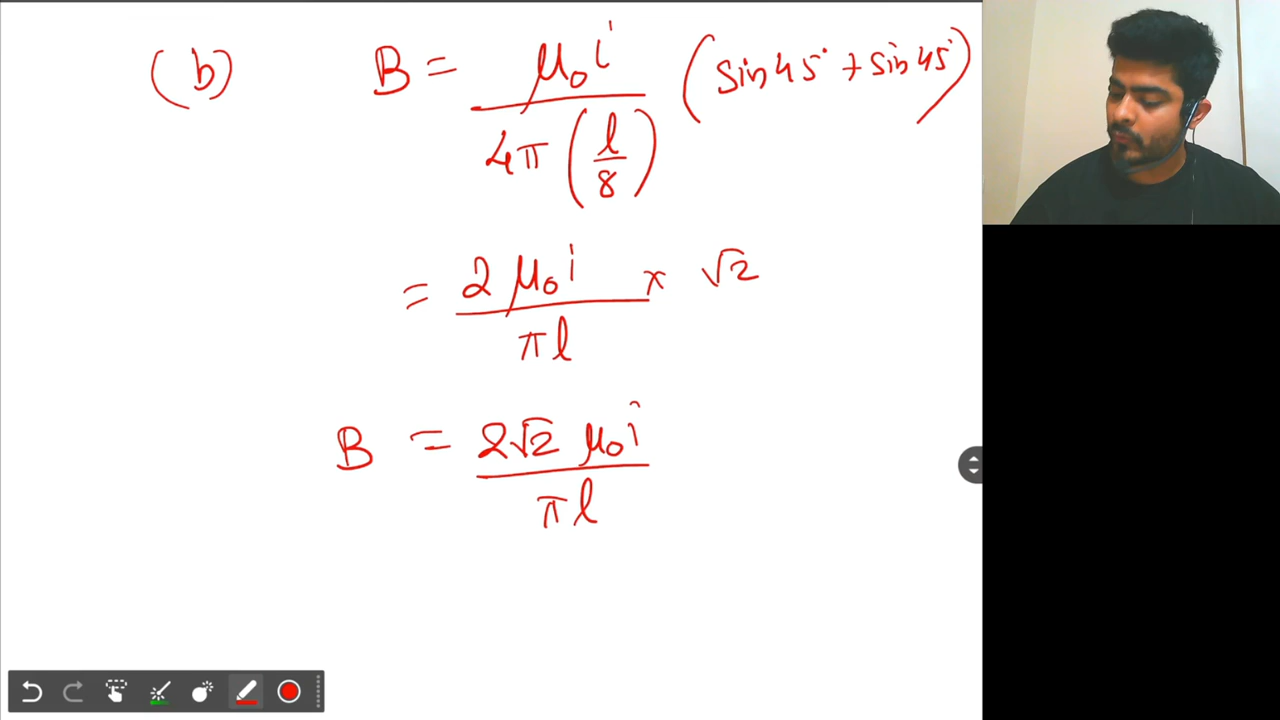 (b) B = μ₀i / 4π(l/8) (sin45° + sin45°)
= 2μ₀i / πl × √2
B = 2√2 μ₀i / πl